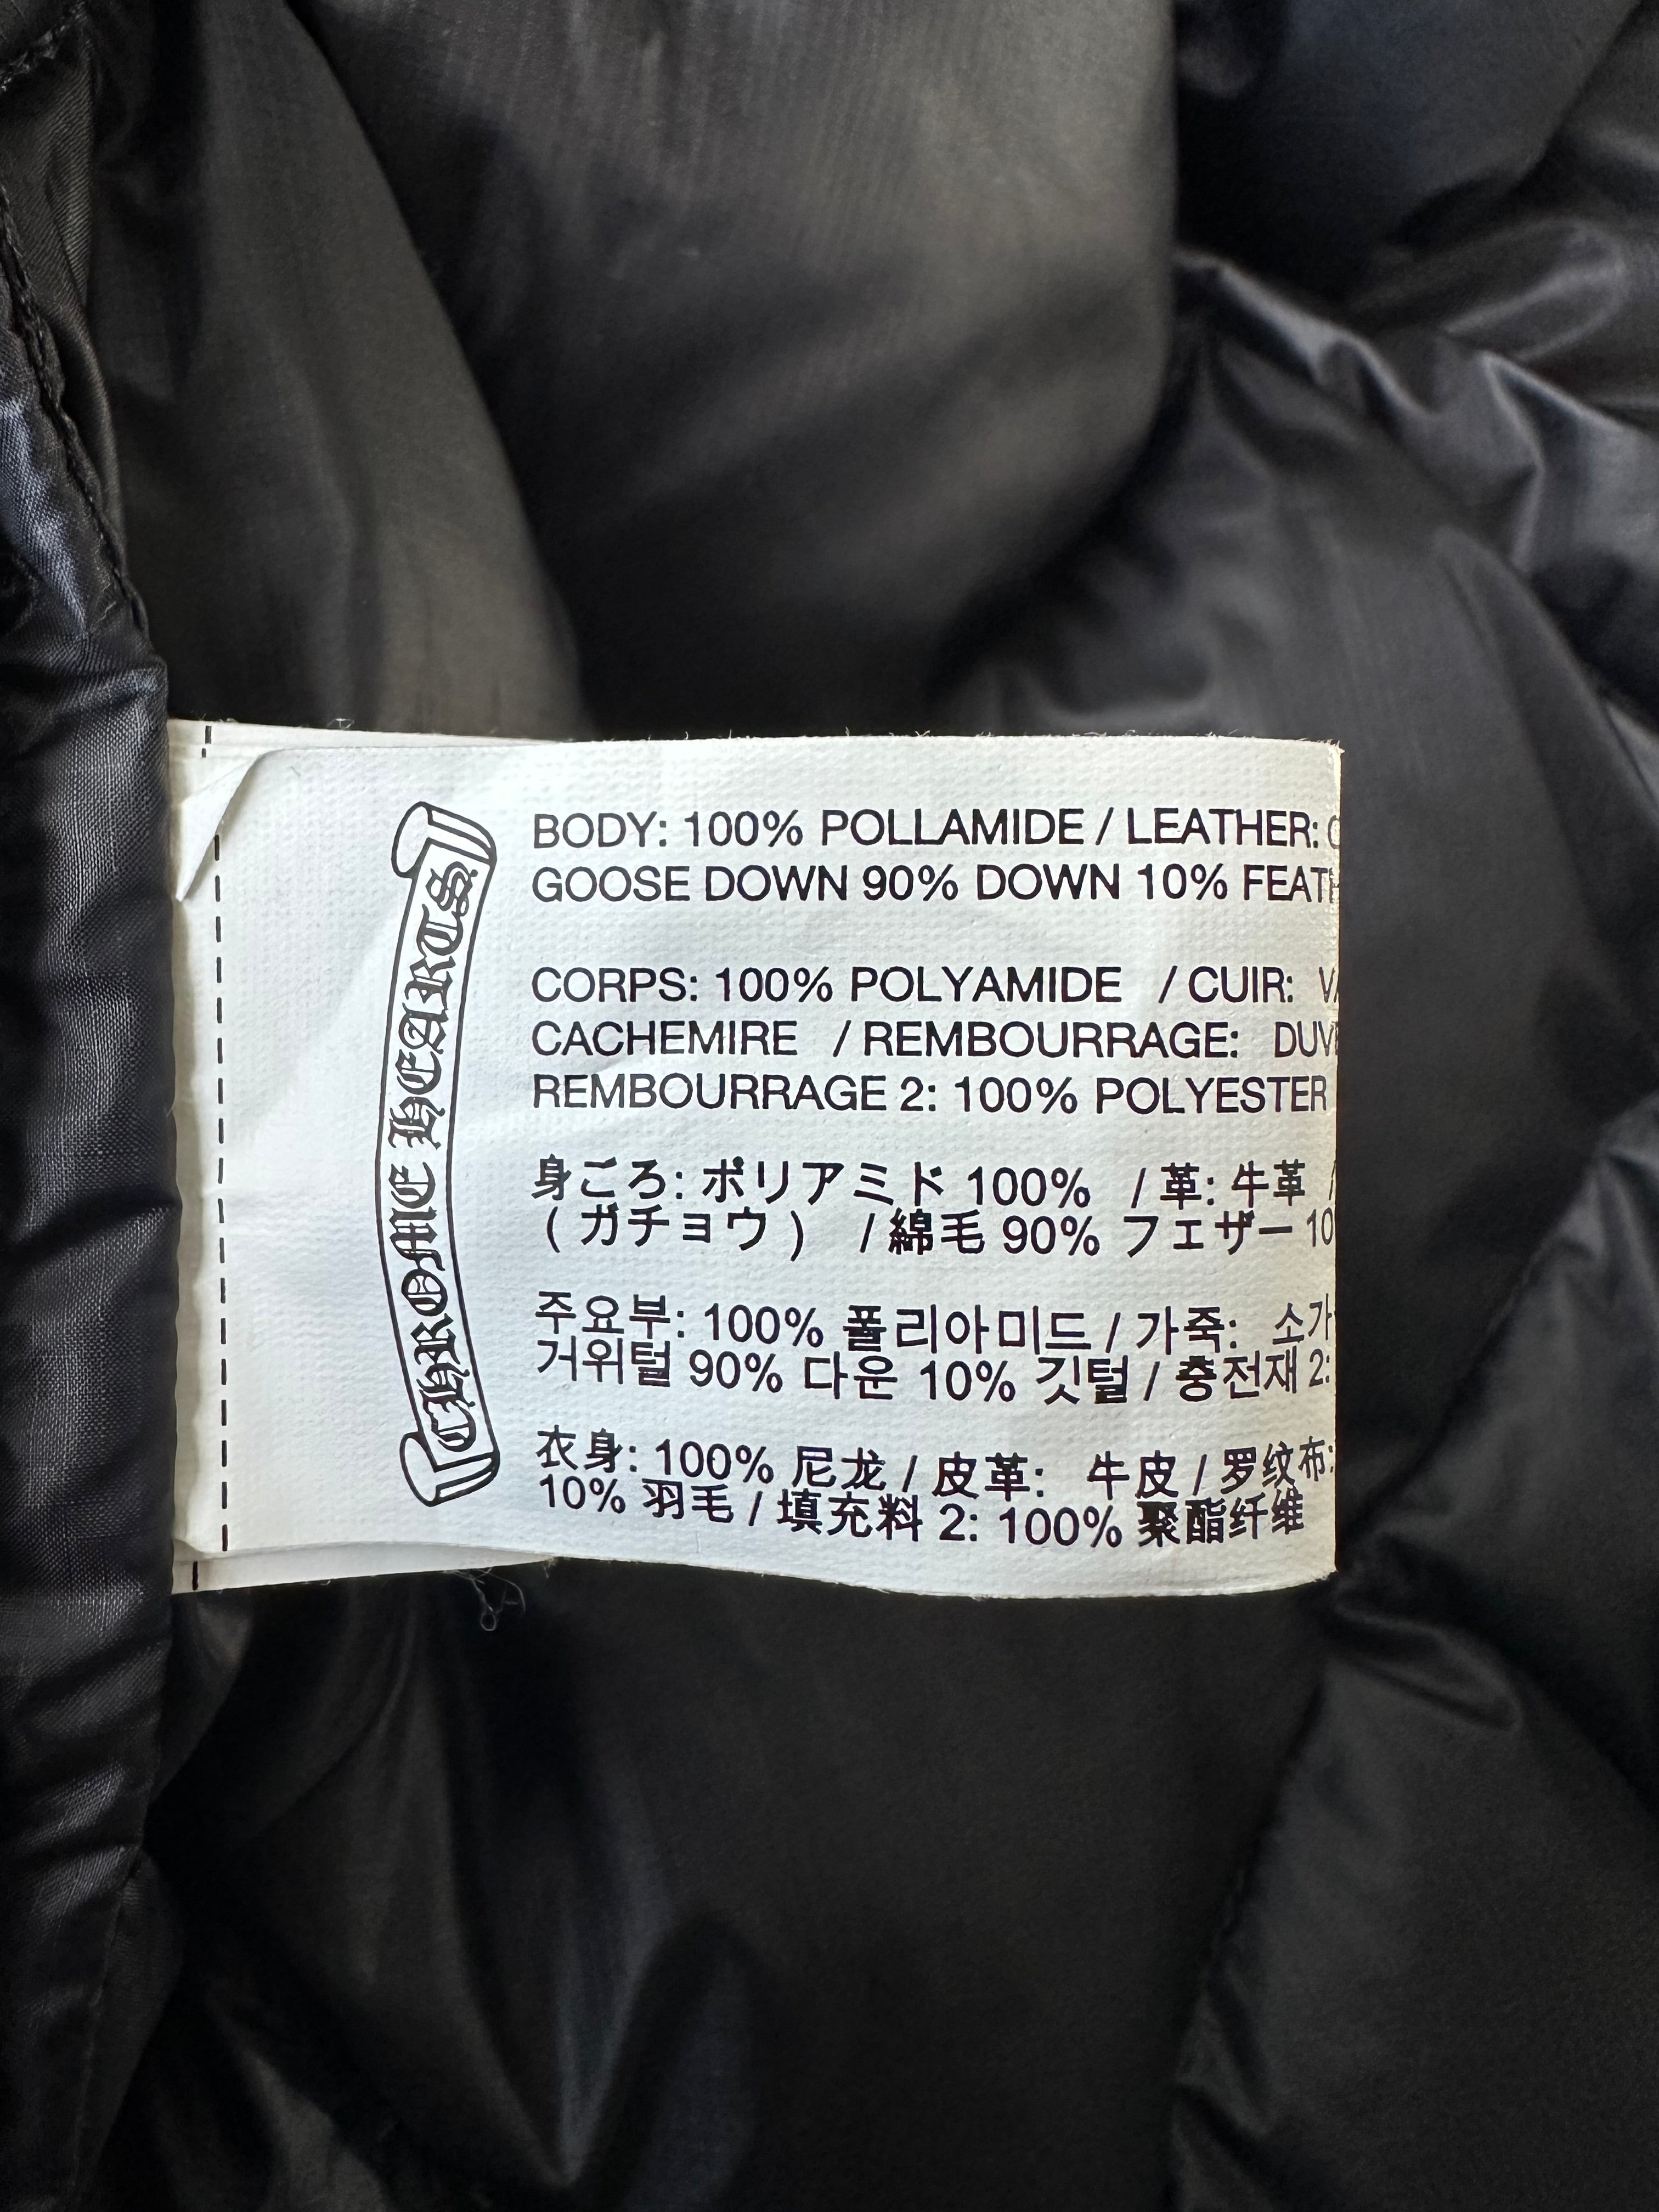 CHROME HEARTS
BODY: 100% POLLAMIDE / LEATHER:
GOOSE DOWN 90% DOWN 10%
CORPS: 100% POLYAMIDE / CUIR:
CACHEMIRE / REMBOURRAGE:
REMBOURRAGE 2: 100% POLYESTER
身ごろ: ポリアミド 100% / 革: 牛革 /
( ガチョウ ) / 綿毛 90% フェザー 10
주요부: 100% 폴리아미드 / 가죽:
거위털 90% 다운 10% 깃털 / 충전재 2:
衣身: 100% 尼龙 / 皮革: 牛皮 / 罗纹布:
10% 羽毛 / 填充料 2: 100% 聚酯纤维